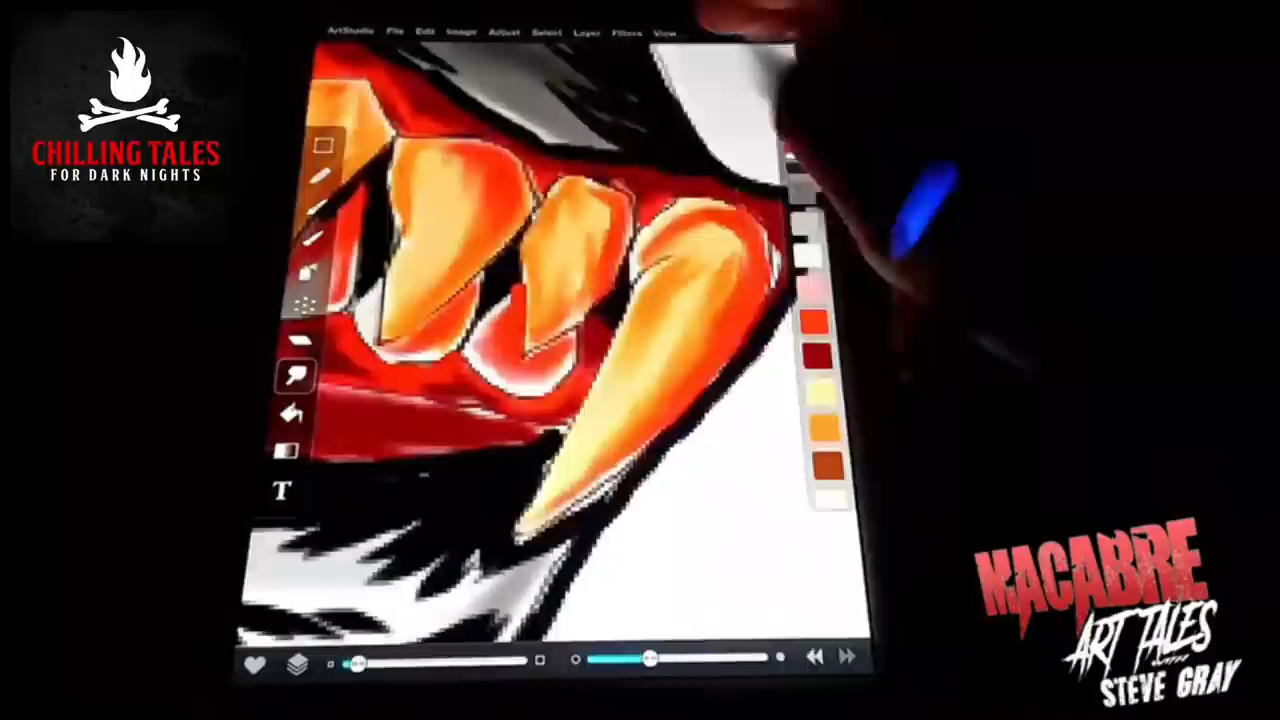 ArtStudio File Edit Image Adjust Select Layer Filters View
CHILLING TALES
FOR DARK NIGHTS
T
MACABRE
ART TALES
WITH
STEVE GRAY